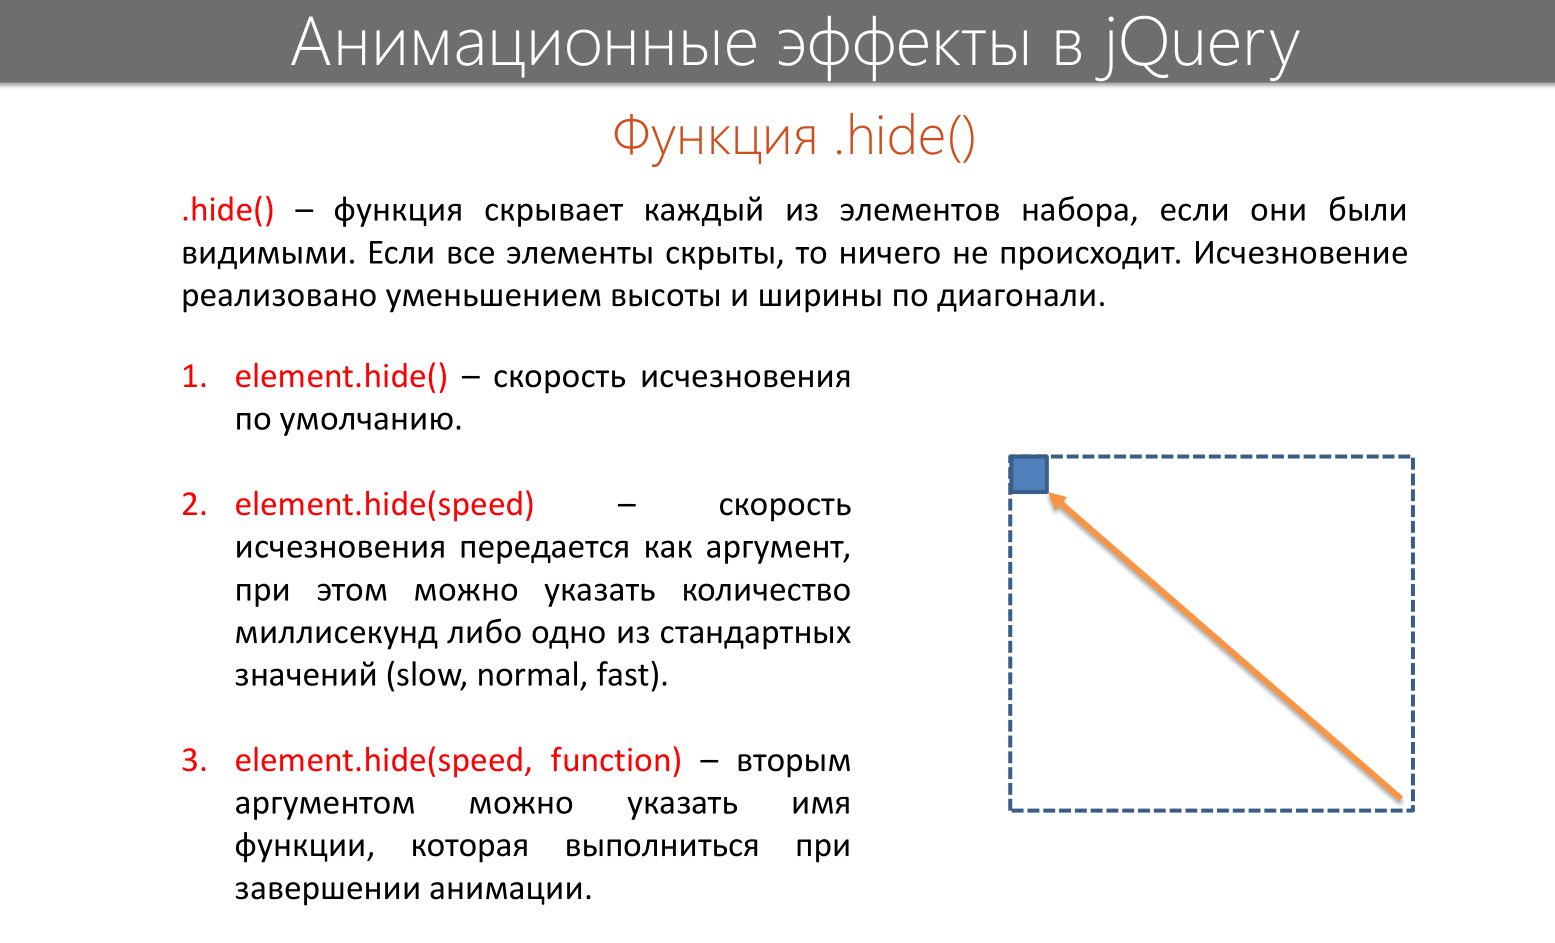 Анимационные эффекты в jQuery
Функция .hide()
.hide() – функция скрывает каждый из элементов набора, если они были
видимыми. Если все элементы скрыты, то ничего не происходит. Исчезновение
реализовано уменьшением высоты и ширины по диагонали.
1. element.hide() – скорость исчезновения
по умолчанию.
2. element.hide(speed) – скорость
исчезновения передается как аргумент,
при этом можно указать количество
миллисекунд либо одно из стандартных
значений (slow, normal, fast).
3. element.hide(speed, function) – вторым
аргументом можно указать имя
функции, которая выполниться при
завершении анимации.